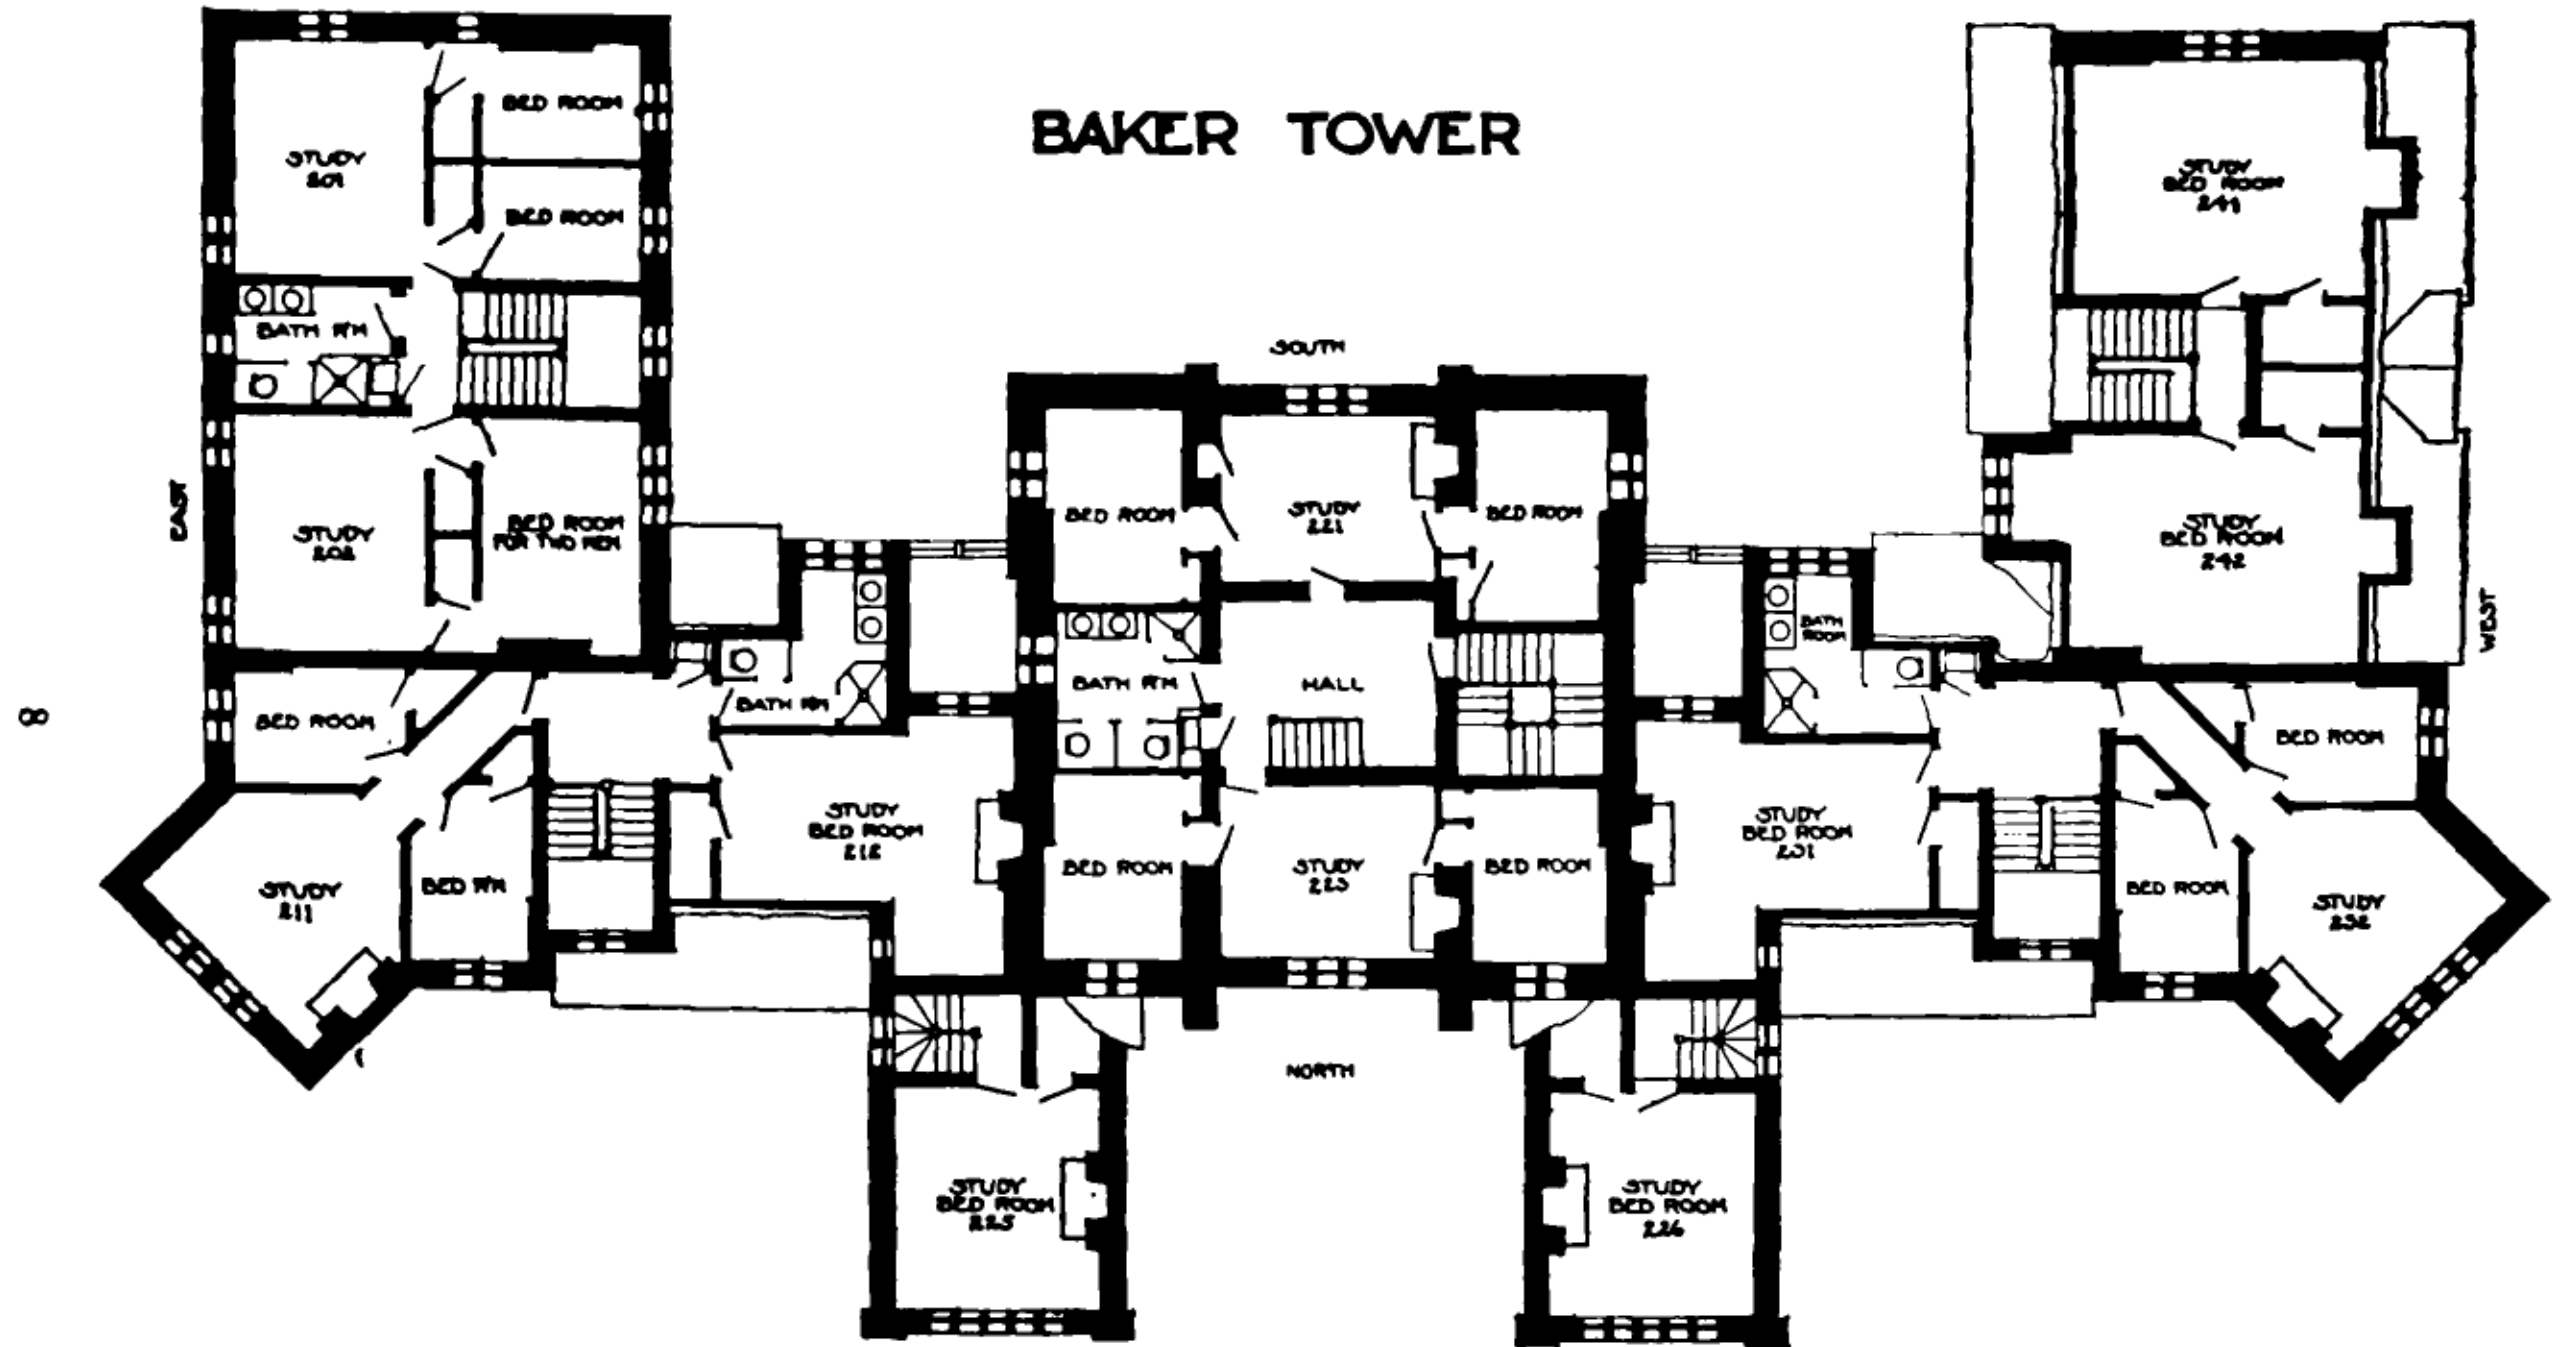 BAKER TOWER
BED ROOM
STUDY
201
BED ROOM
BATH R'M
STUDY
202
BED ROOM
FOR TWO MEN
EAST
BED ROOM
STUDY
211
BED R'M
BATH RM
STUDY
BED ROOM
212
SOUTH
BED ROOM
STUDY
221
BED ROOM
BATH R'M
HALL
BED ROOM
STUDY
223
BED ROOM
NORTH
STUDY
BED ROOM
225
STUDY
BED ROOM
226
BATH
ROOM
STUDY
BED ROOM
231
STUDY
BED ROOM
241
STUDY
BED ROOM
242
WEST
BED ROOM
BED ROOM
STUDY
232
8